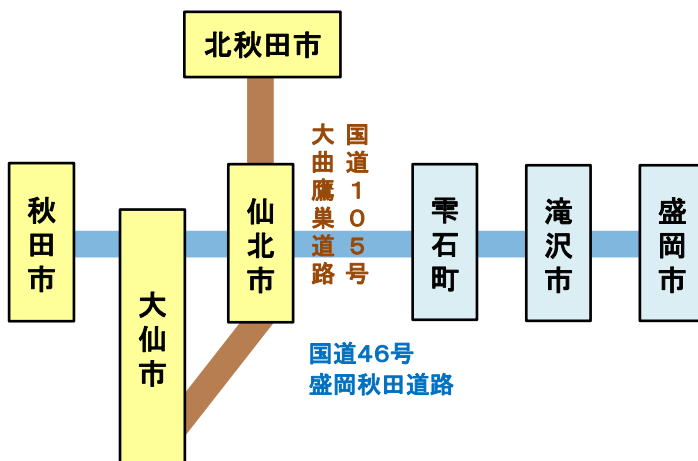 北秋田市
国道105号
大曲鷹巣道路
秋田市
大仙市
仙北市
雫石町
滝沢市
盛岡市
国道46号
盛岡秋田道路